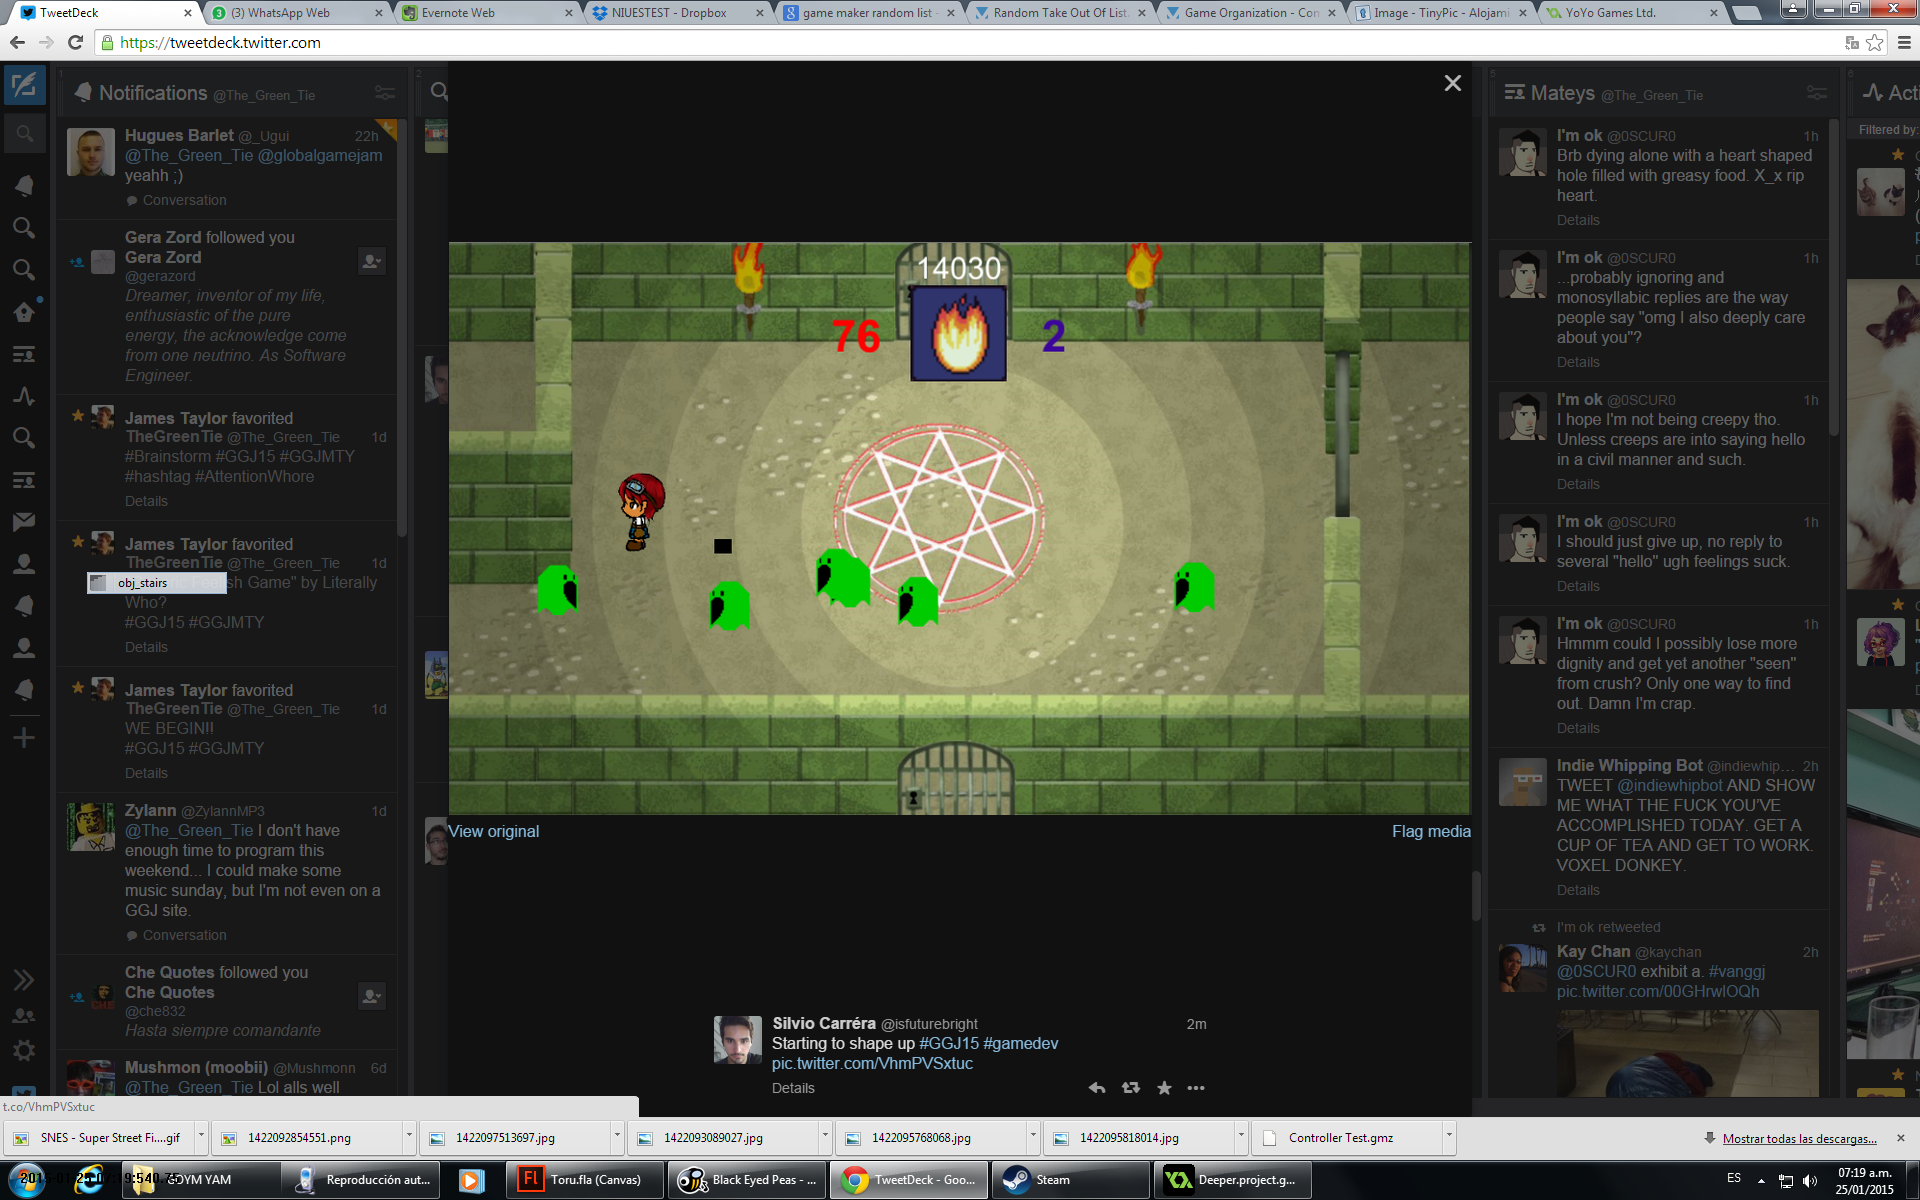 TweetDeck
(3) WhatsApp Web
Evernote Web
NIUESTEST - Dropbox
game maker random list -
Random Take Out Of List.
Game Organization - Con
Image - TinyPic - Alojami
YoYo Games Ltd.
https://tweetdeck.twitter.com
1
Notifications @The_Green_Tie
Hugues Barlet @_Ugui 22h
@The_Green_Tie @globalgamejam
yeahh ;)
Conversation
Gera Zord followed you
Gera Zord
@gerazord
Dreamer, inventor of my life,
enthusiastic of the pure
energy, the acknowledge come
from one neutrino. As Software
Engineer.
James Taylor favorited
TheGreenTie @The_Green_Tie 1d
#Brainstorm #GGJ15 #GGJMTY
#hashtag #AttentionWhore
Details
James Taylor favorited
TheGreenTie @The_Green_Tie 1d
obj_stairs
sh Game" by Literally
Who?
#GGJ15 #GGJMTY
Details
James Taylor favorited
TheGreenTie @The_Green_Tie 1d
WE BEGIN!!
#GGJ15 #GGJMTY
Details
Zylann @ZylannMP3 1d
@The_Green_Tie I don't have
enough time to program this
weekend... I could make some
music sunday, but I'm not even on a
GGJ site.
Conversation
Che Quotes followed you
Che Quotes
@che832
Hasta siempre comandante
Mushmon (moobii) @Mushmonn 6d
@The_Green_Tie Lol alls well
t.co/VhmPVSxtuc
2
14030
76
2
View original
Flag media
Silvio Carréra @isfuturebright 2m
Starting to shape up #GGJ15 #gamedev
pic.twitter.com/VhmPVSxtuc
Details
5
Mateys @The_Green_Tie
I'm ok @0SCUR0 1h
Brb dying alone with a heart shaped
hole filled with greasy food. X_x rip
heart.
Details
I'm ok @0SCUR0 1h
...probably ignoring and
monosyllabic replies are the way
people say "omg I also deeply care
about you"?
Details
I'm ok @0SCUR0 1h
I hope I'm not being creepy tho.
Unless creeps are into saying hello
in a civil manner and such.
Details
I'm ok @0SCUR0 1h
I should just give up, no reply to
several "hello" ugh feelings suck.
Details
I'm ok @0SCUR0 1h
Hmmm could I possibly lose more
dignity and get yet another "seen"
from crush? Only one way to find
out. Damn I'm crap.
Details
Indie Whipping Bot @indiewhip... 2h
TWEET @indiewhipbot AND SHOW
ME WHAT THE FUCK YOU'VE
ACCOMPLISHED TODAY. GET A
CUP OF TEA AND GET TO WORK.
VOXEL DONKEY.
Details
I'm ok retweeted
Kay Chan @kaychan 2h
@0SCUR0 exhibit a. #vanggj
pic.twitter.com/00GHrwlOQh
6
Acti
Filtered by:
SNES - Super Street Fi....gif
1422092854551.png
1422097513697.jpg
1422093089027.jpg
1422095768068.jpg
1422095818014.jpg
Controller Test.gmz
Mostrar todas las descargas...
GOYM YAM
Reproducción aut...
Toru.fla (Canvas)
Black Eyed Peas - ...
TweetDeck - Goo...
Steam
Deeper.project.g...
ES
07:19 a.m.
25/01/2015